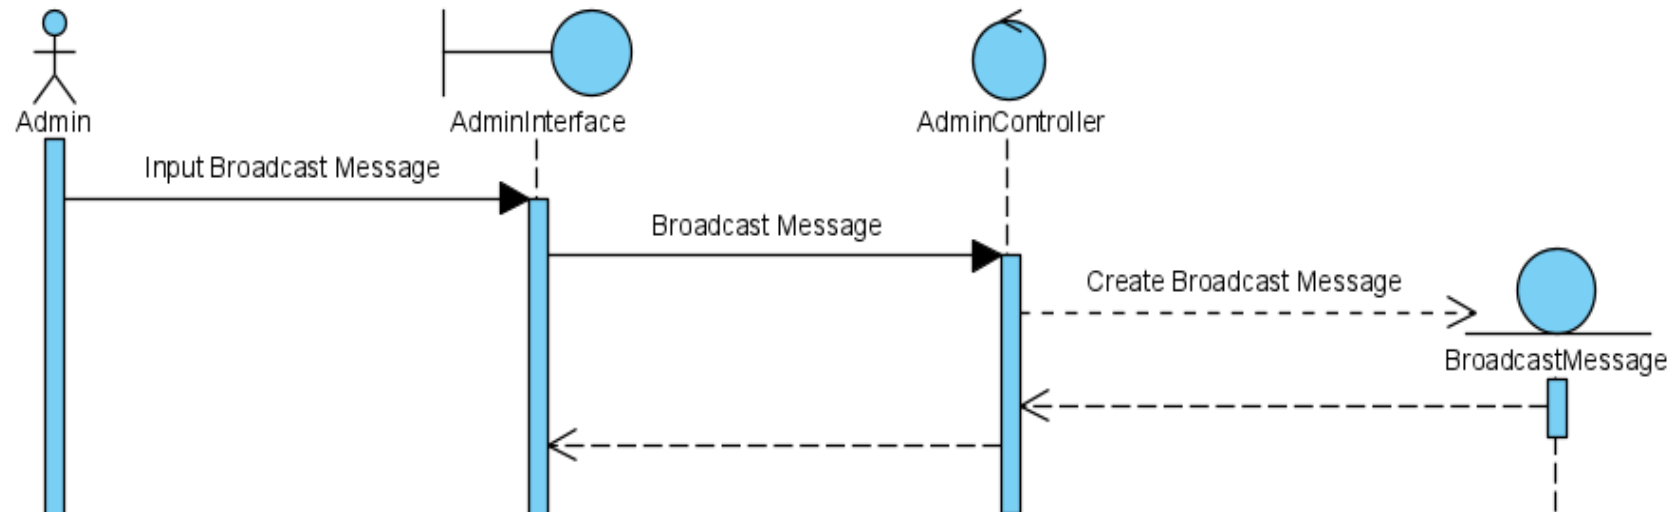 Admin
AdminInterface
AdminController
Input Broadcast Message
Broadcast Message
Create Broadcast Message
BroadcastMessage